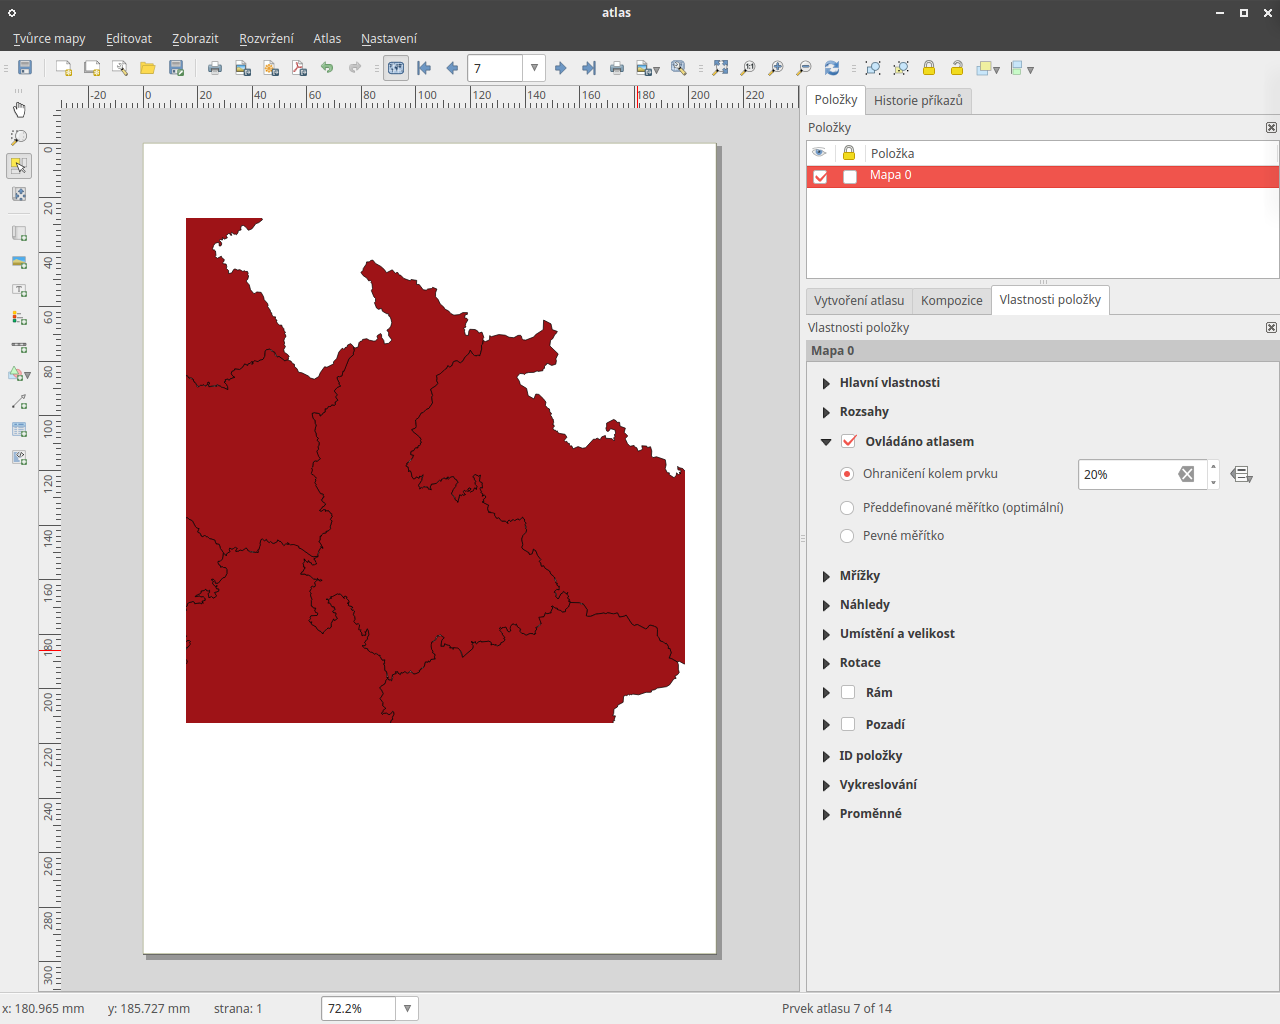 atlas
Tvůrce mapy Editovat Zobrazit Rozvržení Atlas Nastavení
7
-20 0 20 40 60 80 100 120 140 160 180 200 220
0
20
40
60
80
100
120
140
160
180
200
220
240
260
280
300
Položky Historie příkazů
Položky
Položka
Mapa 0
Vytvoření atlasu Kompozice Vlastnosti položky
Vlastnosti položky
Mapa 0
Hlavní vlastnosti
Rozsahy
Ovládáno atlasem
Ohraničení kolem prvku 20%
Předdefinované měřítko (optimální)
Pevné měřítko
Mřížky
Náhledy
Umístění a velikost
Rotace
Rám
Pozadí
ID položky
Vykreslování
Proměnné
x: 180.965 mm y: 185.727 mm strana: 1 72.2% Prvek atlasu 7 of 14